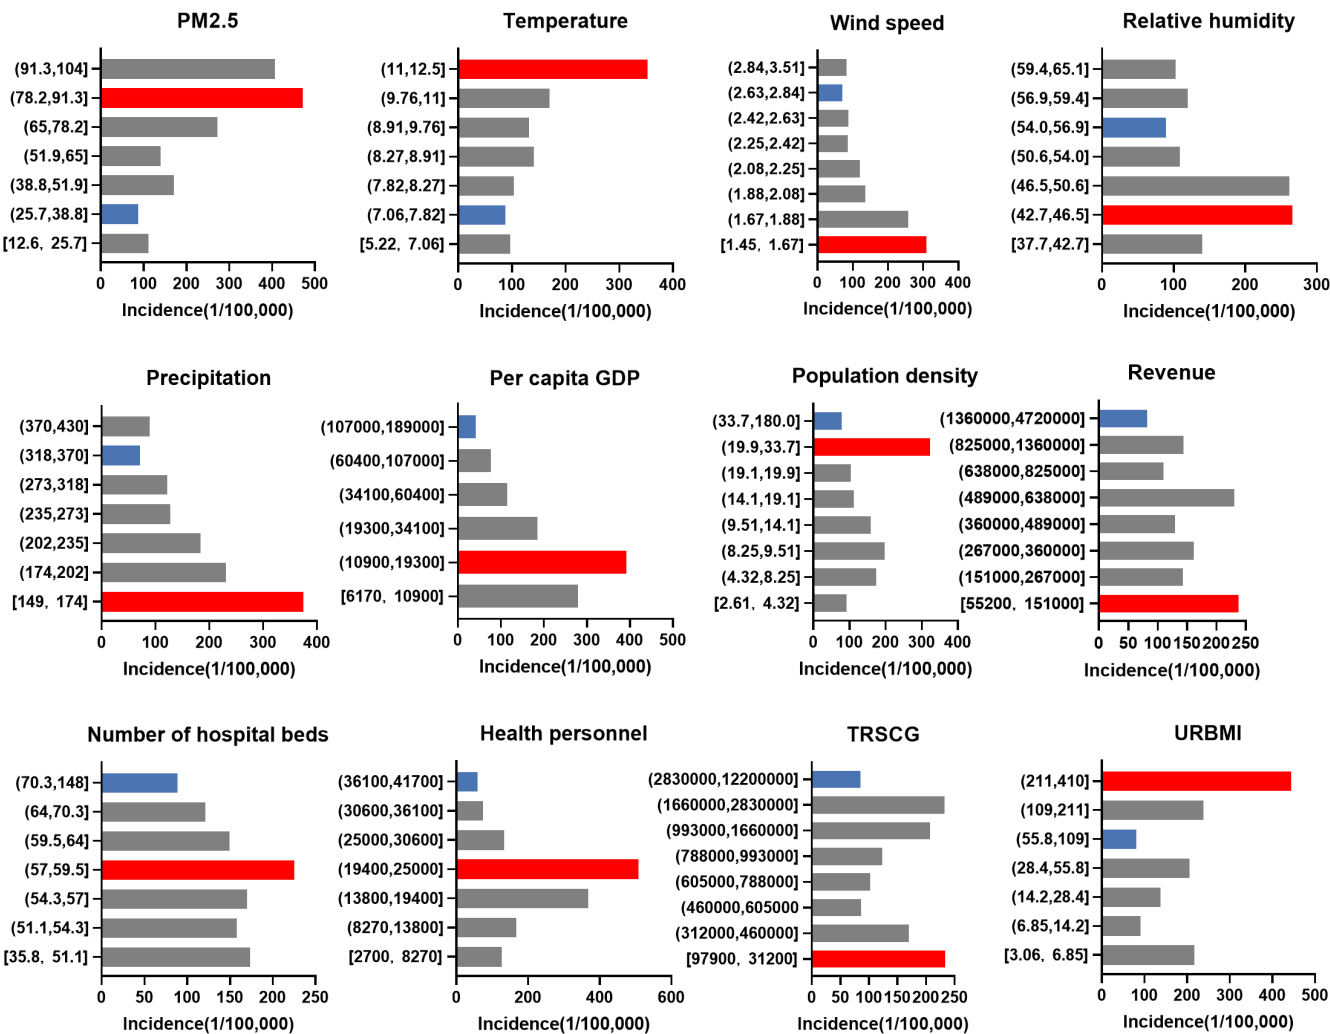 PM2.5
(91.3,104]
(78.2,91.3]
(65,78.2]
(51.9,65]
(38.8,51.9]
(25.7,38.8]
[12.6, 25.7]
0 100 200 300 400 500
Incidence(1/100,000)
Temperature
(11,12.5]
(9.76,11]
(8.91,9.76]
(8.27,8.91]
(7.82,8.27]
(7.06,7.82]
[5.22, 7.06]
0 100 200 300 400
Incidence(1/100,000)
Wind speed
(2.84,3.51]
(2.63,2.84]
(2.42,2.63]
(2.25,2.42]
(2.08,2.25]
(1.88,2.08]
(1.67,1.88]
[1.45, 1.67]
0 100 200 300 400
Incidence(1/100,000)
Relative humidity
(59.4,65.1]
(56.9,59.4]
(54.0,56.9]
(50.6,54.0]
(46.5,50.6]
(42.7,46.5]
[37.7,42.7]
0 100 200 300
Incidence(1/100,000)
Precipitation
(370,430]
(318,370]
(273,318]
(235,273]
(202,235]
(174,202]
[149, 174]
0 100 200 300 400
Incidence(1/100,000)
Per capita GDP
(107000,189000]
(60400,107000]
(34100,60400]
(19300,34100]
(10900,19300]
[6170, 10900]
0 100 200 300 400 500
Incidence(1/100,000)
Population density
(33.7,180.0]
(19.9,33.7]
(19.1,19.9]
(14.1,19.1]
(9.51,14.1]
(8.25,9.51]
(4.32,8.25]
[2.61, 4.32]
0 100 200 300 400
Incidence(1/100,000)
Revenue
(1360000,4720000]
(825000,1360000]
(638000,825000]
(489000,638000]
(360000,489000]
(267000,360000]
(151000,267000]
[55200, 151000]
0 50 100 150 200 250
Incidence(1/100,000)
Number of hospital beds
(70.3,148]
(64,70.3]
(59.5,64]
(57,59.5]
(54.3,57]
(51.1,54.3]
[35.8, 51.1]
0 50 100 150 200 250
Incidence(1/100,000)
Health personnel
(36100,41700]
(30600,36100]
(25000,30600]
(19400,25000]
(13800,19400]
(8270,13800]
[2700, 8270]
0 200 400 600
Incidence(1/100,000)
TRSCG
(2830000,12200000]
(1660000,2830000]
(993000,1660000]
(788000,993000]
(605000,788000]
(460000,605000
(312000,460000]
[97900, 31200]
0 50 100 150 200 250
Incidence(1/100,000)
URBMI
(211,410]
(109,211]
(55.8,109]
(28.4,55.8]
(14.2,28.4]
(6.85,14.2]
[3.06, 6.85]
0 100 200 300 400 500
Incidence(1/100,000)